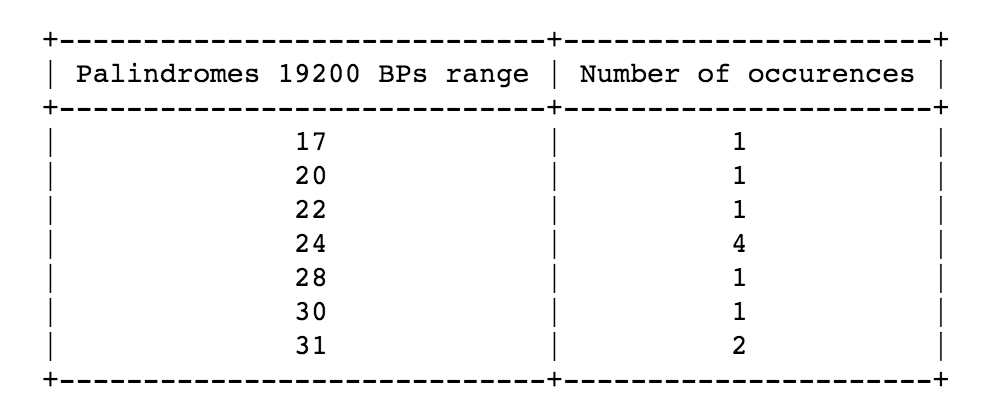 +-----------------------------+----------------------+
| Palindromes 19200 BPs range | Number of occurences |
+-----------------------------+----------------------+
|              17             |          1           |
|              20             |          1           |
|              22             |          1           |
|              24             |          4           |
|              28             |          1           |
|              30             |          1           |
|              31             |          2           |
+-----------------------------+----------------------+